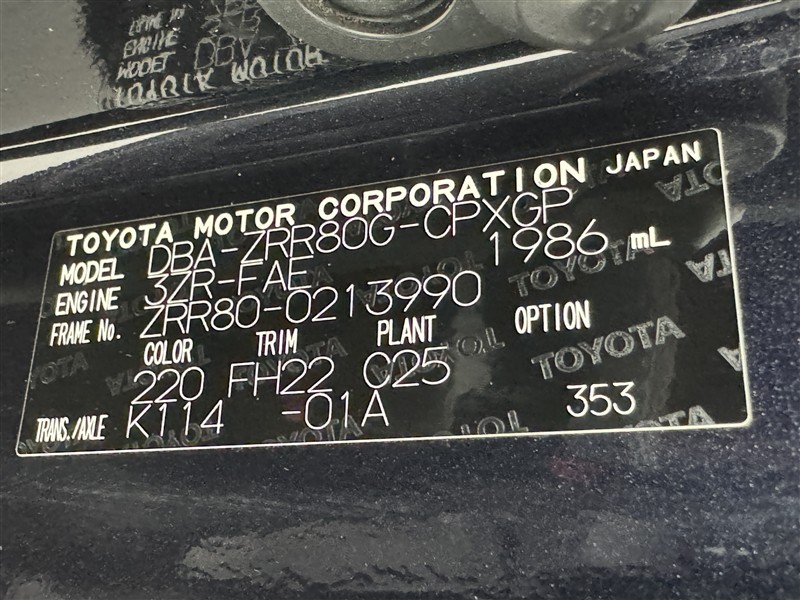 TOYOTA MOTOR CORPORATION JAPAN
MODEL DBA-ZRR80G-CPXGP
ENGINE 3ZR-FAE 1986 mL
FRAME No. ZRR80-0213990
COLOR TRIM PLANT OPTION
220 FH22 C25
TRANS./AXLE K114 -01A 353